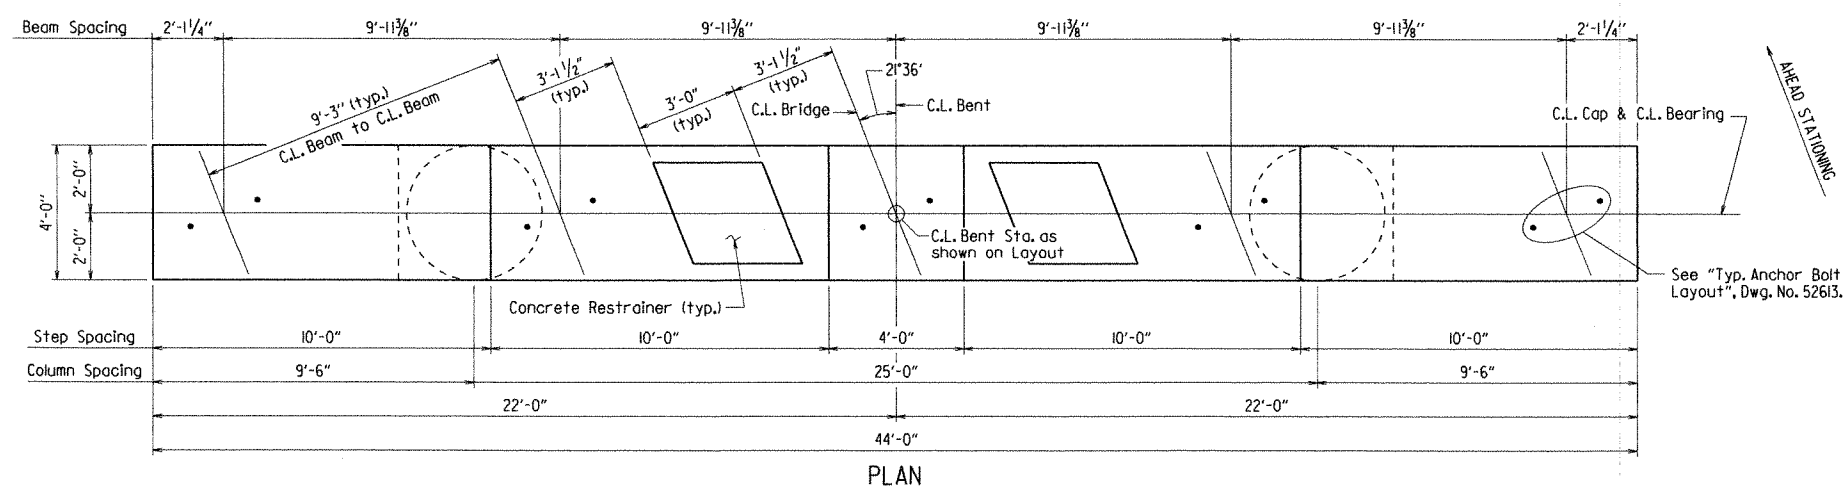 Beam Spacing
2'-1¼"
9'-11⅜"
9'-11⅜"
9'-11⅜"
9'-11⅜"
2'-1¼"
9'-3" (typ.)
C.L. Beam to C.L. Beam
3'-1½"
(typ.)
3'-0"
(typ.)
3'-1½"
(typ.)
21°36'
C.L. Bridge
C.L. Bent
C.L. Cap & C.L. Bearing
AHEAD STATIONING
4'-0"
2'-0"
2'-0"
C.L. Bent Sta. as
shown on Layout
Concrete Restrainer (typ.)
See "Typ. Anchor Bolt
Layout", Dwg. No. 52613.
Step Spacing
10'-0"
10'-0"
4'-0"
10'-0"
10'-0"
Column Spacing
9'-6"
25'-0"
9'-6"
22'-0"
22'-0"
44'-0"
PLAN